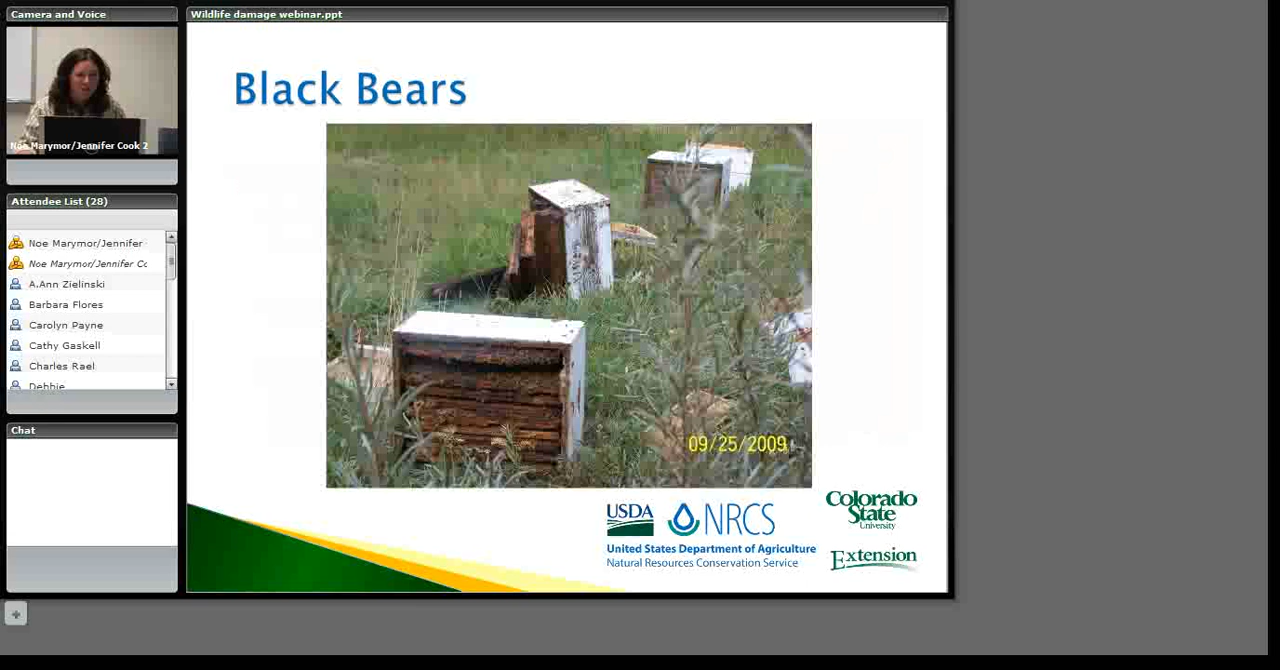 Camera and Voice
Noe Marymor/Jennifer Cook 2
Attendee List (28)
Noe Marymor/Jennifer
Noe Marymor/Jennifer Co
A.Ann Zielinski
Barbara Flores
Carolyn Payne
Cathy Gaskell
Charles Rael
Debbie
Chat
Wildlife damage webinar.ppt
Black Bears
09/25/2009
USDA
NRCS
United States Department of Agriculture
Natural Resources Conservation Service
Colorado
State
University
Extension